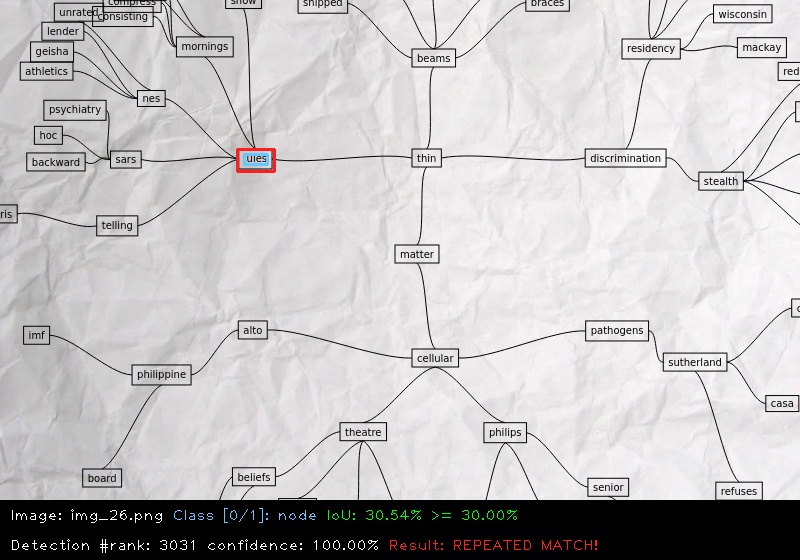 snow
shipped
braces
compress
unrated
consisting
wisconsin
lender
mornings
beams
residency
mackay
geisha
athletics
red
nes
psychiatry
hoc
sars
backward
uies
thin
discrimination
stealth
ris
telling
matter
imf
alto
pathogens
cellular
sutherland
philippine
casa
theatre
philips
board
beliefs
senior
refuses
Image: img_26.png Class [0/1]: node IoU: 30.54% >= 30.00%
Detection #rank: 3031 confidence: 100.00% Result: REPEATED MATCH!